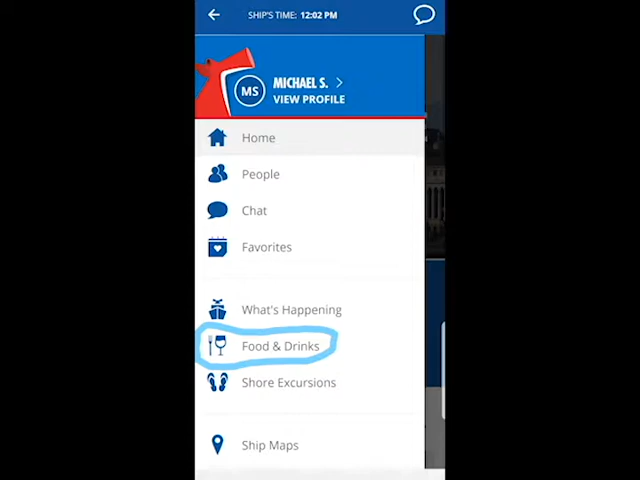 SHIP'S TIME: 12:02 PM
MS
MICHAEL S.
VIEW PROFILE
Home
People
Chat
Favorites
What's Happening
Food & Drinks
Shore Excursions
Ship Maps